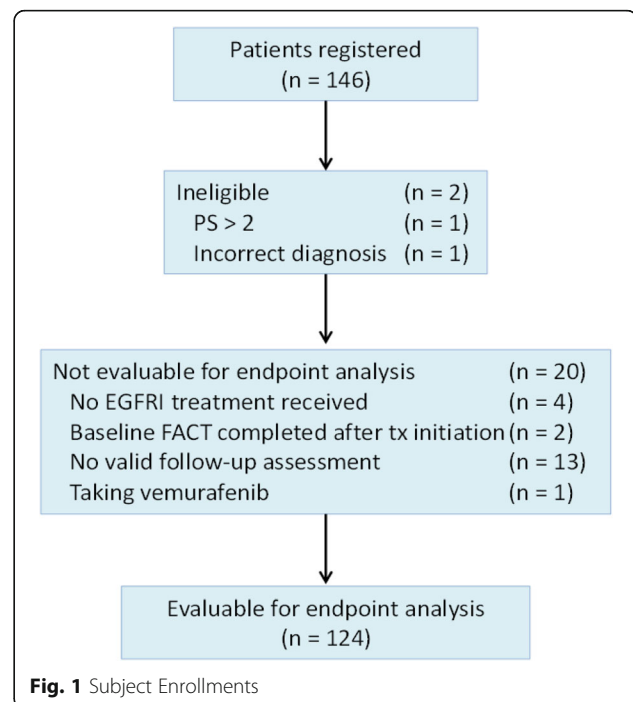 Patients registered
(n = 146)
Ineligible (n = 2)
PS > 2 (n = 1)
Incorrect diagnosis (n = 1)
Not evaluable for endpoint analysis (n = 20)
No EGFRI treatment received (n = 4)
Baseline FACT completed after tx initiation (n = 2)
No valid follow-up assessment (n = 13)
Taking vemurafenib (n = 1)
Evaluable for endpoint analysis
(n = 124)
Fig. 1 Subject Enrollments